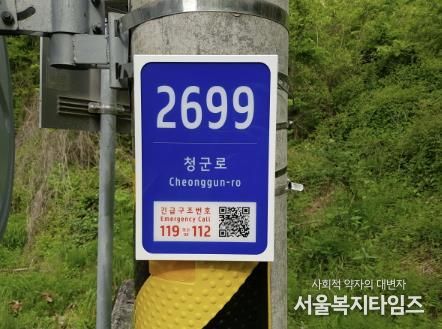 2699
청군로
Cheonggun-ro
긴급구조번호
Emergency Call
119 112
사회적 약자의 대변자
서울복지타임즈